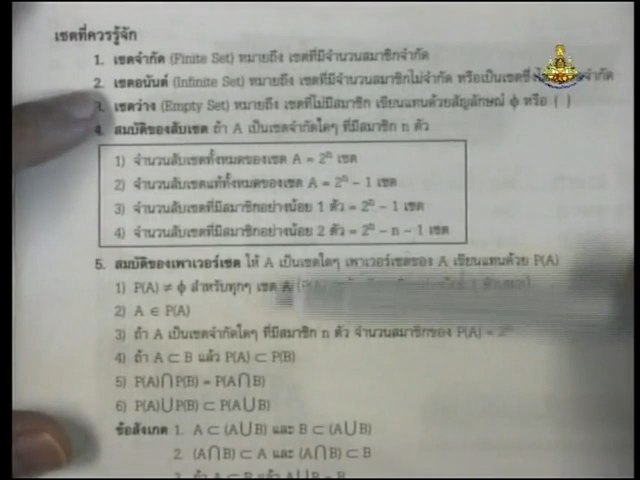 เซตที่ควรรู้จัก
1. เซตจำกัด (Finite Set) หมายถึง เซตที่มีจำนวนสมาชิกจำกัด
2. เซตอนันต์ (Infinite Set) หมายถึง เซตที่มีจำนวนสมาชิกไม่จำกัด หรือเป็นเซตซึ่ง จำกัด
3. เซตว่าง (Empty Set) หมายถึง เซตที่ไม่มีสมาชิก เขียนแทนด้วยสัญลักษณ์ ϕ หรือ { }
4. สมบัติของสับเซต ถ้า A เป็นเซตจำกัดใดๆ ที่มีสมาชิก n ตัว
1) จำนวนสับเซตทั้งหมดของเซต A = 2ⁿ เซต
2) จำนวนสับเซตแท้ทั้งหมดของเซต A = 2ⁿ – 1 เซต
3) จำนวนสับเซตที่มีสมาชิกอย่างน้อย 1 ตัว = 2ⁿ – 1 เซต
4) จำนวนสับเซตที่มีสมาชิกอย่างน้อย 2 ตัว = 2ⁿ – n – 1 เซต
5. สมบัติของเพาเวอร์เซต ให้ A เป็นเซตใดๆ เพาเวอร์เซตของ A เขียนแทนด้วย P(A)
1) P(A) ≠ ϕ สำหรับทุกๆ เซต A (P(A)
2) A ∈ P(A)
3) ถ้า A เป็นเซตจำกัดใดๆ ที่มีสมาชิก n ตัว จำนวนสมาชิกของ P(A) = 2ⁿ
4) ถ้า A ⊂ B แล้ว P(A) ⊂ P(B)
5) P(A)⋂P(B) = P(A⋂B)
6) P(A)⋃P(B) ⊂ P(A⋃B)
ข้อสังเกต 1. A ⊂ (A⋃B) และ B ⊂ (A⋃B)
2. (A⋂B) ⊂ A และ (A⋂B) ⊂ B
3. ถ้า A ⊂ B แล้ว A⋃B = B